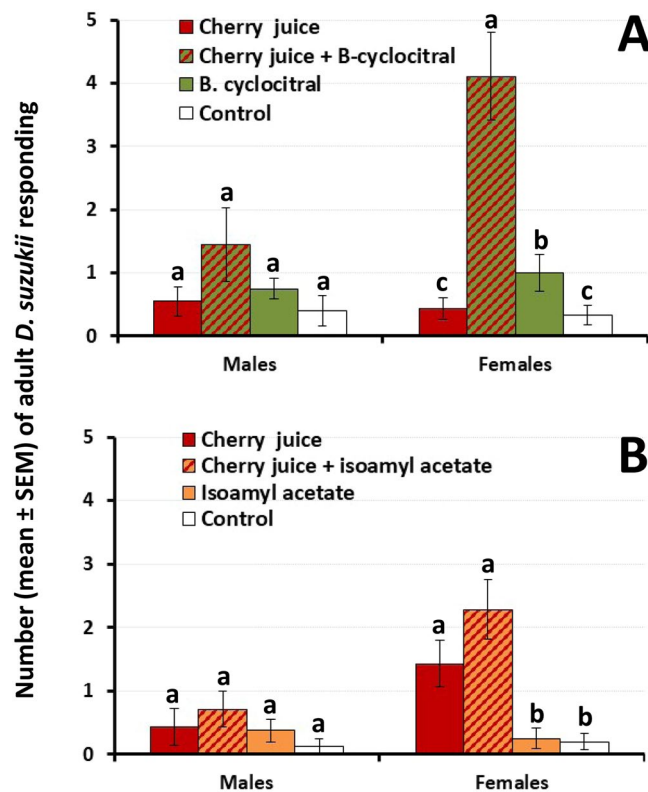 Number (mean ± SEM) of adult D. suzukii responding
A
Cherry juice
Cherry juice + B-cyclocitral
B. cyclocitral
Control
5
4
3
2
1
0
a
a
a
a
c
a
b
c
Males
Females
B
Cherry juice
Cherry juice + isoamyl acetate
Isoamyl acetate
Control
5
4
3
2
1
0
a
a
a
a
a
a
b
b
Males
Females